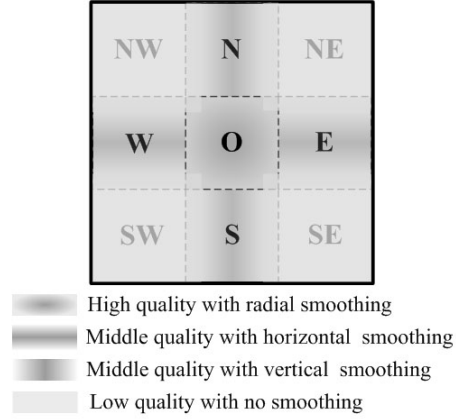 NW N NE
W O E
SW S SE
High quality with radial smoothing
Middle quality with horizontal smoothing
Middle quality with vertical smoothing
Low quality with no smoothing